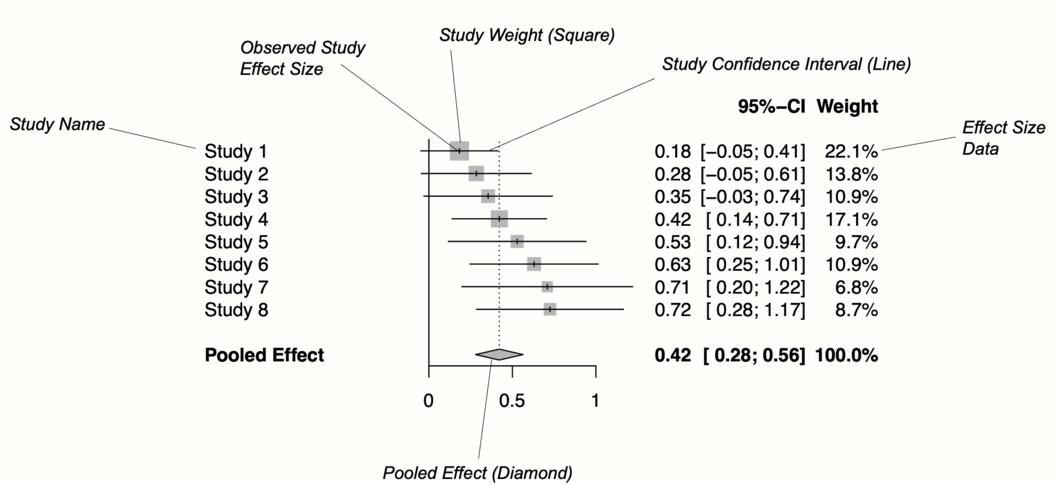 Study Weight (Square)
Observed Study
Effect Size
Study Confidence Interval (Line)
95%–CI Weight
Study Name
Effect Size
Data
Study 1 0.18 [–0.05; 0.41] 22.1%
Study 2 0.28 [–0.05; 0.61] 13.8%
Study 3 0.35 [–0.03; 0.74] 10.9%
Study 4 0.42 [ 0.14; 0.71] 17.1%
Study 5 0.53 [ 0.12; 0.94] 9.7%
Study 6 0.63 [ 0.25; 1.01] 10.9%
Study 7 0.71 [ 0.20; 1.22] 6.8%
Study 8 0.72 [ 0.28; 1.17] 8.7%
Pooled Effect 0.42 [ 0.28; 0.56] 100.0%
0 0.5 1
Pooled Effect (Diamond)